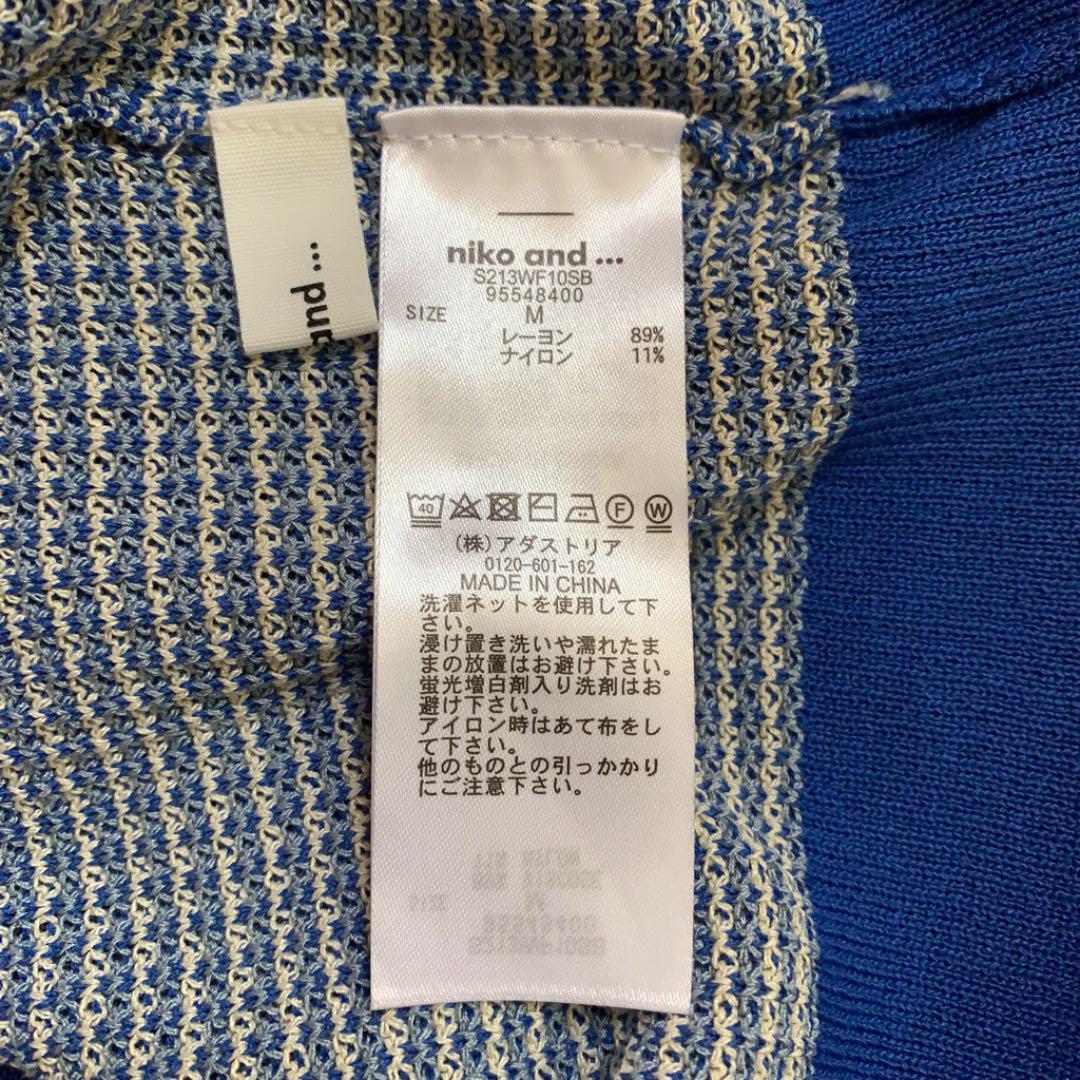 and ...
niko and ...
S213WF10SB
95548400
SIZE M
レーヨン 89%
ナイロン 11%
40 F W
(株)アダストリア
0120-601-162
MADE IN CHINA
洗濯ネットを使用して下
さい。
浸け置き洗いや濡れたま
まの放置はお避け下さい。
蛍光増白剤入り洗剤はお
避け下さい。
アイロン時はあて布をし
て下さい。
他のものとの引っかかり
にご注意下さい。